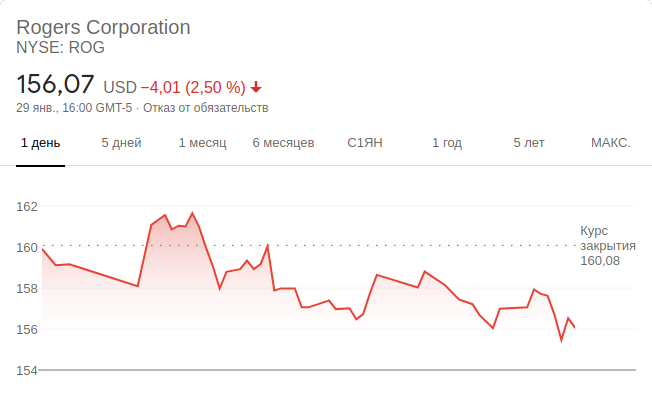 Rogers Corporation
NYSE: ROG
156,07 USD −4,01 (2,50 %)
29 янв., 16:00 GMT-5 · Отказ от обязательств
1 день 5 дней 1 месяц 6 месяцев С1ЯН 1 год 5 лет МАКС.
162
160
158
156
154
Курс
закрытия
160,08